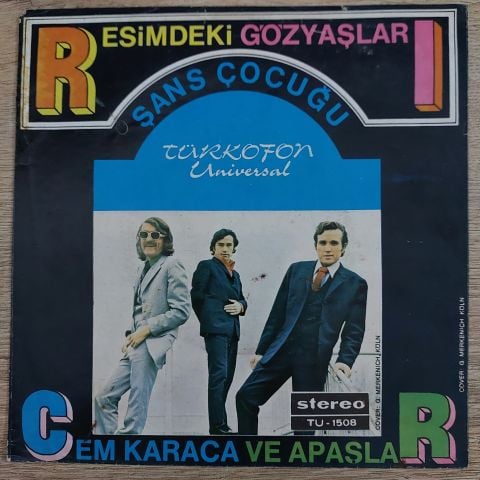 RESİMDEKİ GÖZYAŞLARI
ŞANS ÇOCUĞU
TÜRKOFON
Universal
stereo
TU - 1508
COVER: G. MERKENICH, KÖLN
COVER: G. MERKENICH KÖLN
CEM KARACA VE APAŞLAR